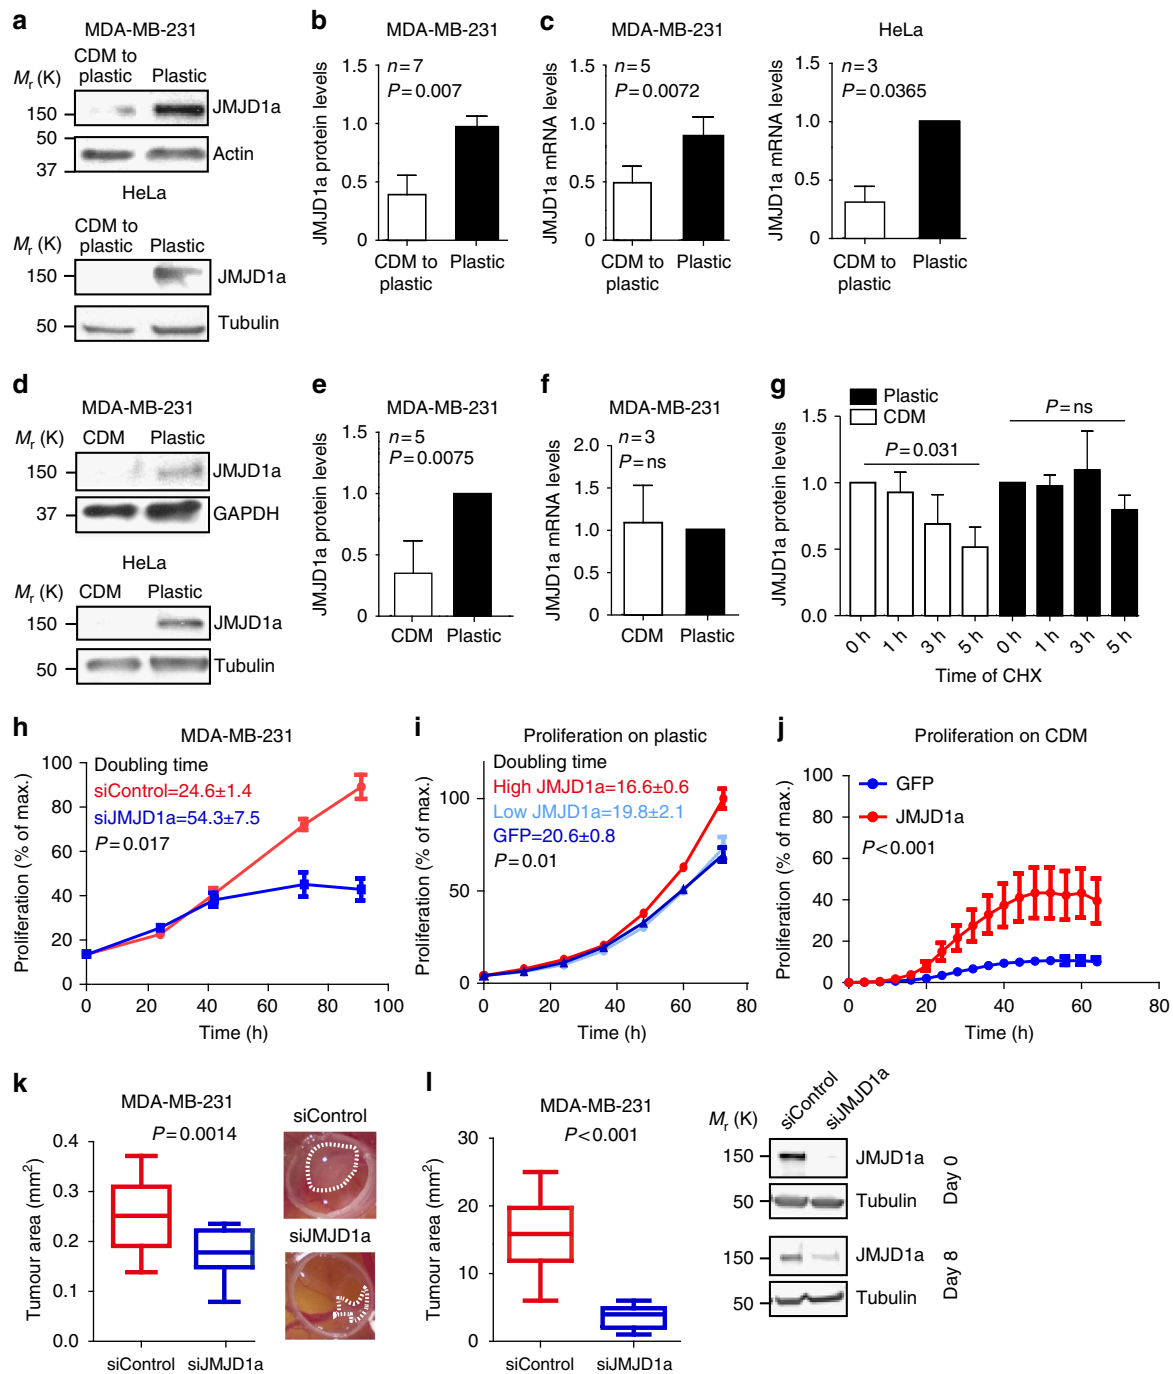 a
MDA-MB-231
CDM to
plastic
Plastic
Mr (K)
150
JMJD1a
50
37
Actin
HeLa
CDM to
plastic
Plastic
Mr (K)
150
JMJD1a
50
Tubulin
b
MDA-MB-231
n=7
P=0.007
JMJD1a protein levels
1.5
1.0
0.5
0
CDM to
plastic
Plastic
c
MDA-MB-231
n=5
P=0.0072
JMJD1a mRNA levels
1.5
1.0
0.5
0
CDM to
plastic
Plastic
HeLa
n=3
P=0.0365
JMJD1a mRNA levels
1.5
1.0
0.5
0
CDM to
plastic
Plastic
d
MDA-MB-231
Mr (K)
CDM
Plastic
150
JMJD1a
37
GAPDH
HeLa
Mr (K)
CDM
Plastic
150
JMJD1a
50
Tubulin
e
MDA-MB-231
n=5
P=0.0075
JMJD1a protein levels
1.5
1.0
0.5
0
CDM
Plastic
f
MDA-MB-231
n=3
P=ns
JMJD1a mRNA levels
2.0
1.5
1.0
0.5
0
CDM
Plastic
g
Plastic
CDM
P=ns
P=0.031
JMJD1a protein levels
1.5
1.0
0.5
0.0
0 h
1 h
3 h
5 h
0 h
1 h
3 h
5 h
Time of CHX
h
MDA-MB-231
Doubling time
siControl=24.6±1.4
siJMJD1a=54.3±7.5
P=0.017
Proliferation (% of max.)
100
80
60
40
20
0
0 20 40 60 80 100
Time (h)
i
Proliferation on plastic
Doubling time
High JMJD1a=16.6±0.6
Low JMJD1a=19.8±2.1
GFP=20.6±0.8
P=0.01
Proliferation (% of max.)
100
50
0
0 20 40 60 80
Time (h)
j
Proliferation on CDM
GFP
JMJD1a
P<0.001
Proliferation (% of max.)
100
80
60
40
20
0
0 20 40 60 80
Time (h)
k
MDA-MB-231
P=0.0014
Tumour area (mm2)
0.4
0.3
0.2
0.1
0.0
siControl siJMJD1a
siControl
siJMJD1a
l
MDA-MB-231
P<0.001
Tumour area (mm2)
30
20
10
0
siControl siJMJD1a
Mr (K)
siControl
siJMJD1a
150
JMJD1a
50
Tubulin
Day 0
150
JMJD1a
50
Tubulin
Day 8